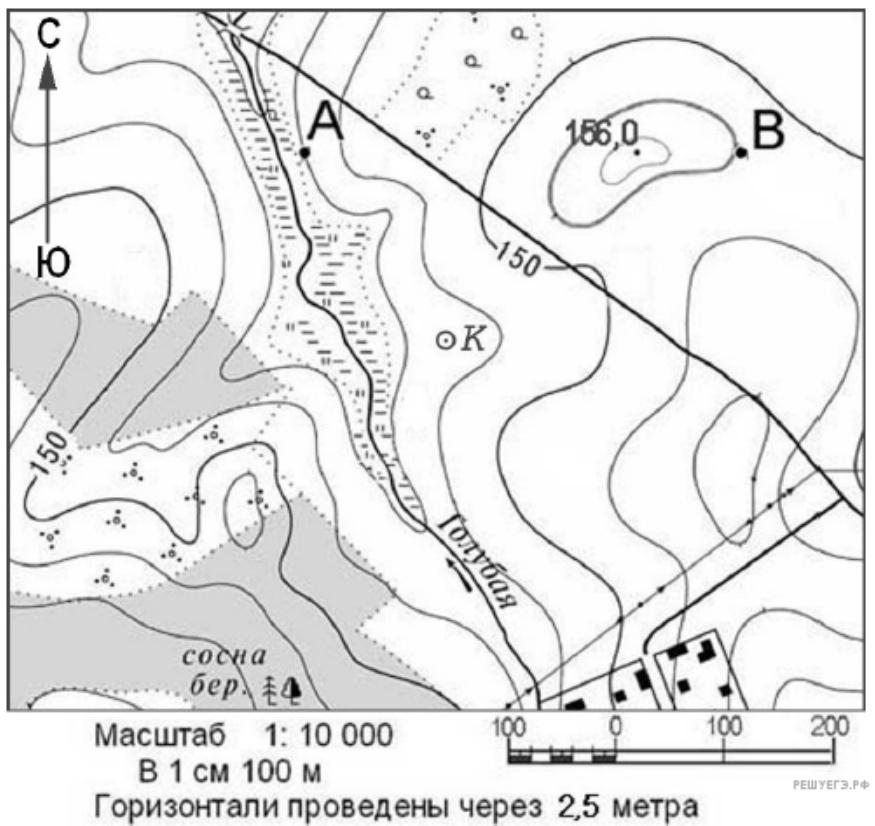 С
А
В
156,0
Ю
150
К
150
Голубая
сосна
бер.
Масштаб 1: 10 000
В 1 см 100 м
Горизонтали проведены через 2,5 метра
100 0 100 200
РЕШУЕГЭ.РФ